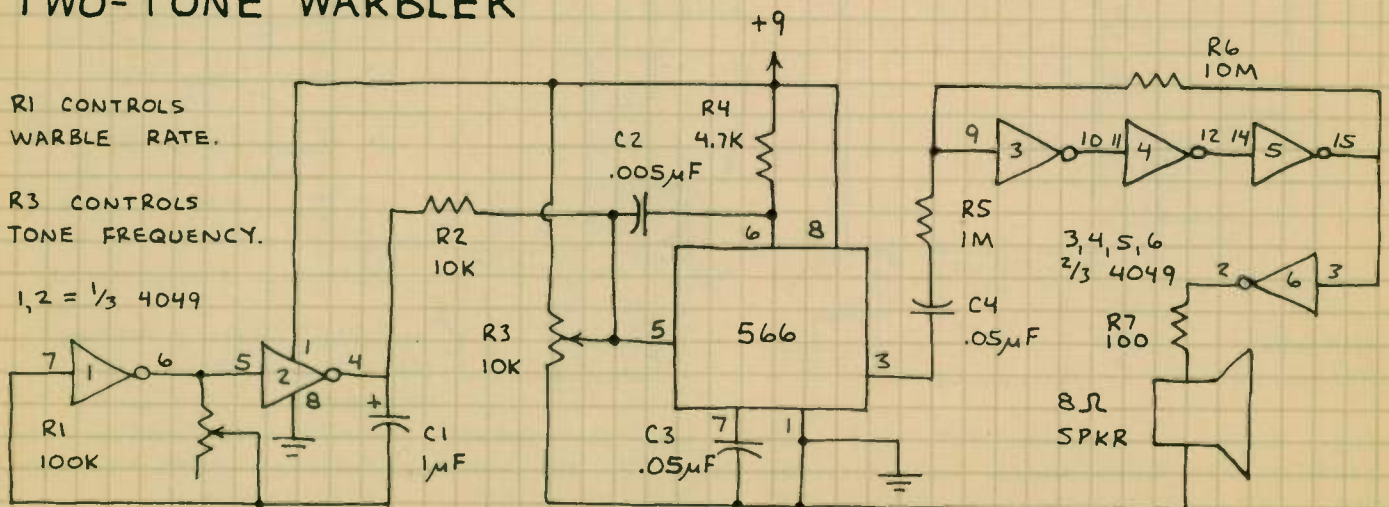 TWO-TONE WARBLER
R1 CONTROLS
WARBLE RATE.
R3 CONTROLS
TONE FREQUENCY.
1,2 = 1/3 4049
+9
R4
4.7K
C2
.005μF
R2
10K
R3
10K
7
1
6
5
2
1
4
8
R1
100K
+
C1
1μF
6
8
5
566
3
7
1
C3
.05μF
R6
10M
9
3
10
11
4
12
14
5
15
R5
1M
C4
.05μF
3,4,5,6
2/3 4049
2
6
3
R7
100
8Ω
SPKR